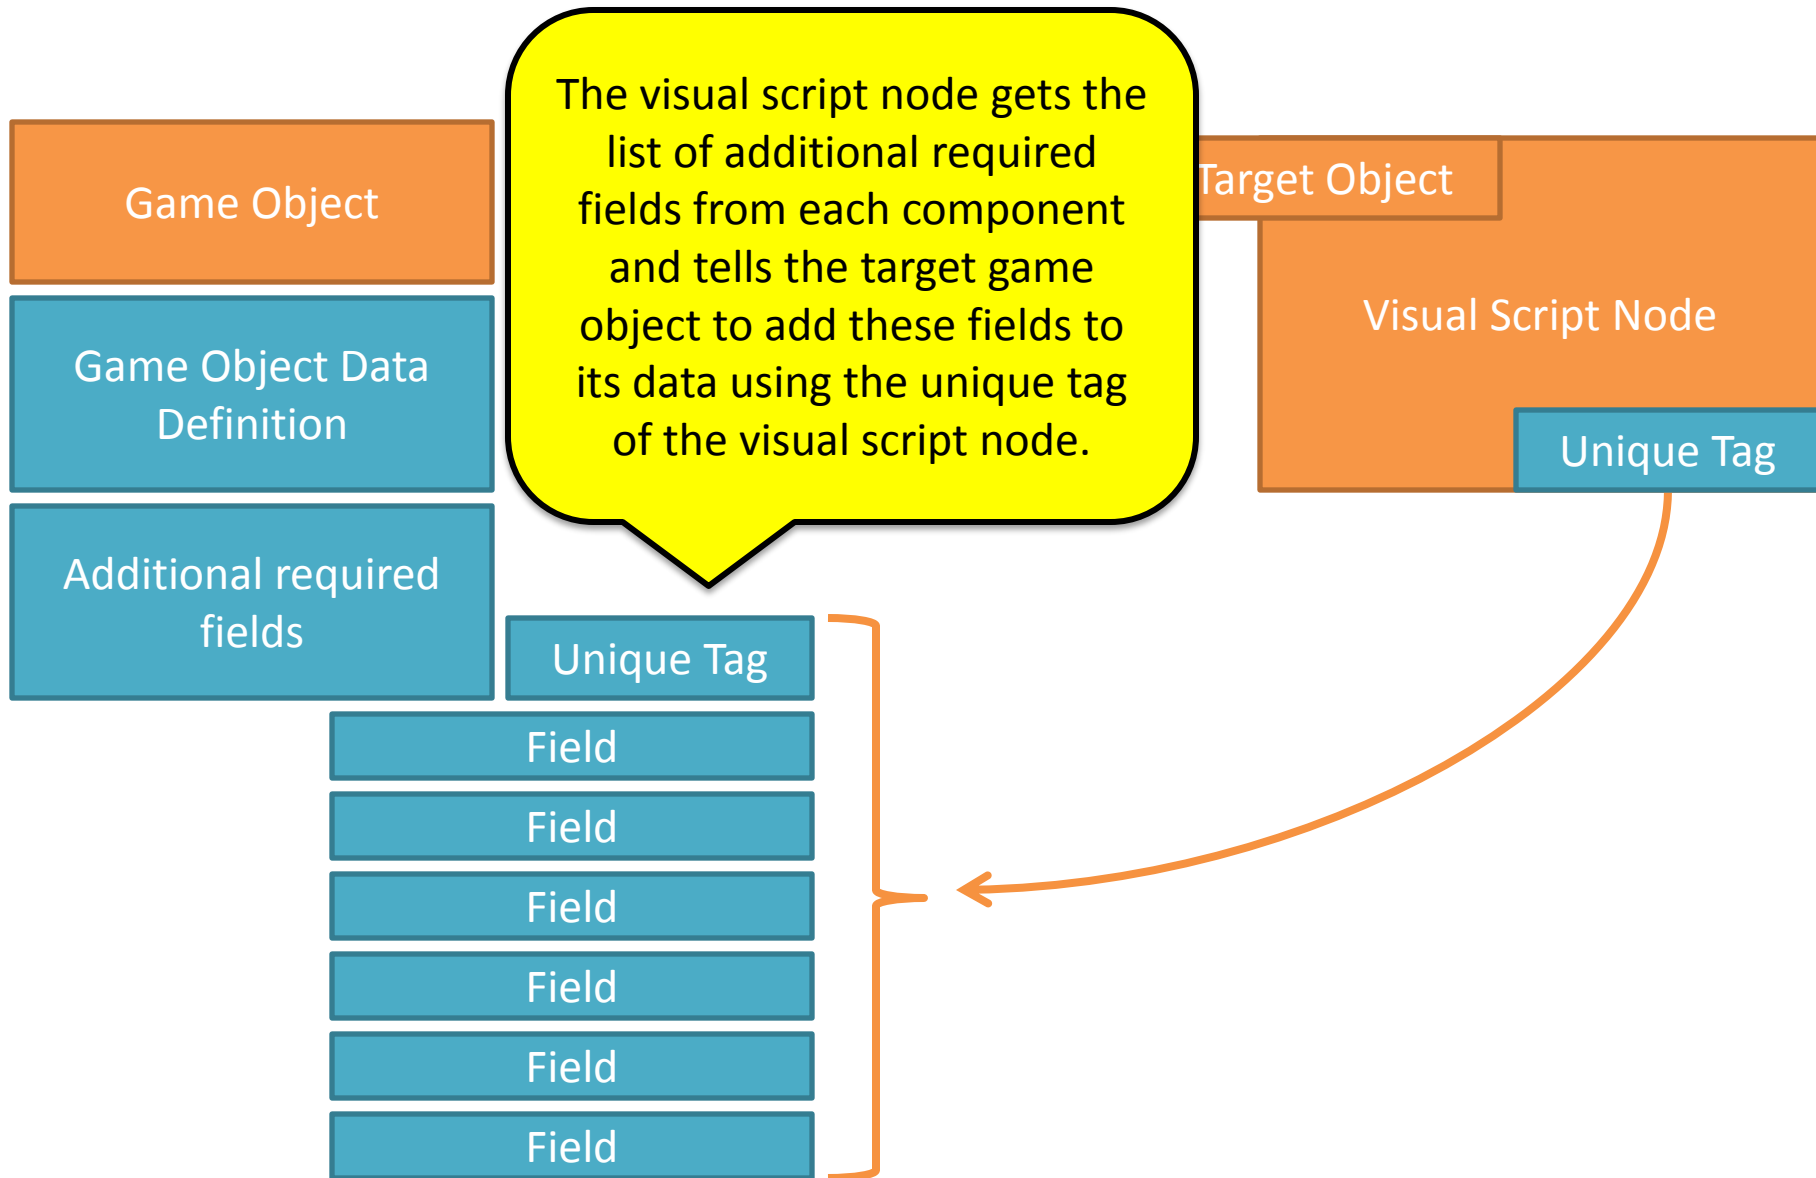 The visual script node gets the
list of additional required
fields from each component
and tells the target game
object to add these fields to
its data using the unique tag
of the visual script node.
Game Object
Game Object Data
Definition
Additional required
fields
Target Object
Visual Script Node
Unique Tag
Unique Tag
Field
Field
Field
Field
Field
Field